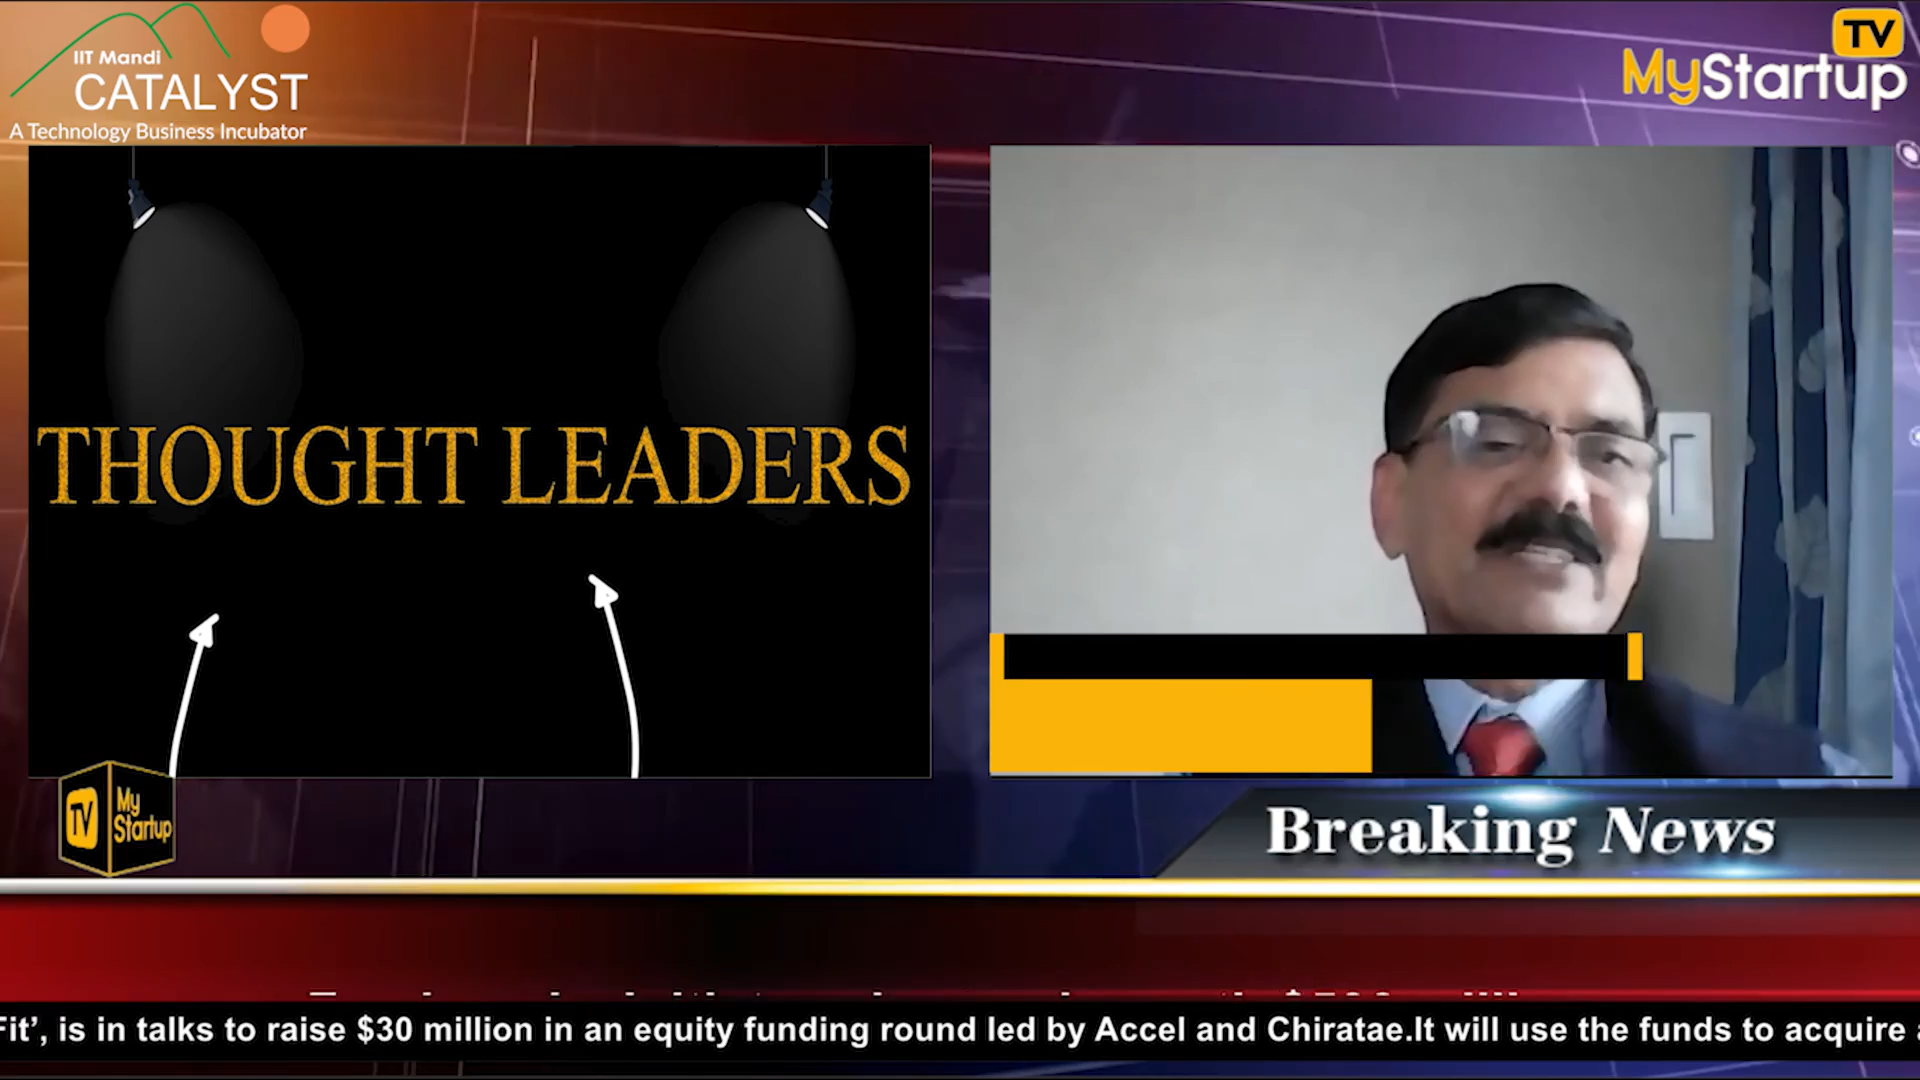 IIT Mandi
CATALYST
A Technology Business Incubator
TV
MyStartup
THOUGHT LEADERS
TV
My
Startup
Breaking News
Fit’, is in talks to raise $30 million in an equity funding round led by Accel and Chiratae.It will use the funds to acquire